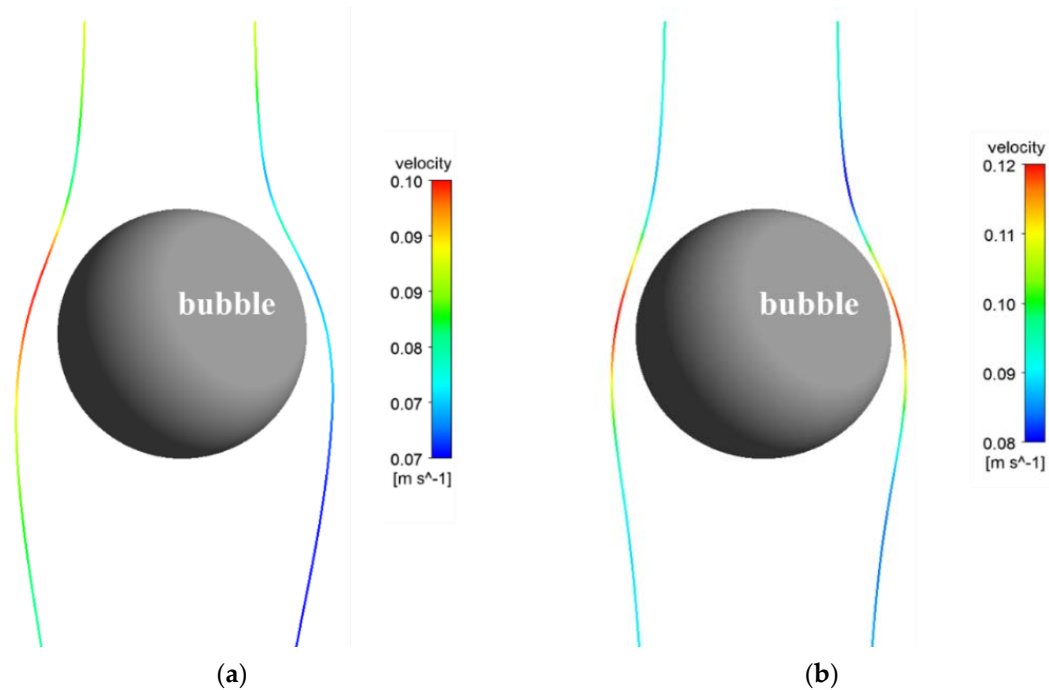 bubble
velocity
0.10
0.09
0.09
0.08
0.07
0.07
[m s^-1]
(a)
bubble
velocity
0.12
0.11
0.10
0.09
0.08
[m s^-1]
(b)